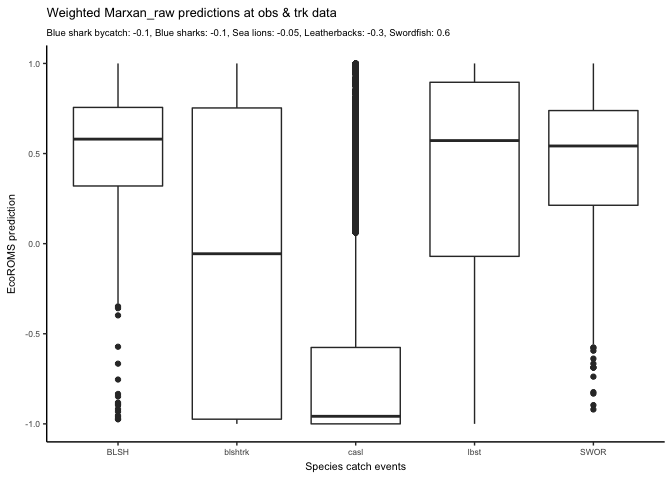 Weighted Marxan_raw predictions at obs & trk data
Blue shark bycatch: -0.1, Blue sharks: -0.1, Sea lions: -0.05, Leatherbacks: -0.3, Swordfish: 0.6
1.0
0.5
0.0
-0.5
-1.0
EcoROMS prediction
BLSH
blshtrk
casl
lbst
SWOR
Species catch events